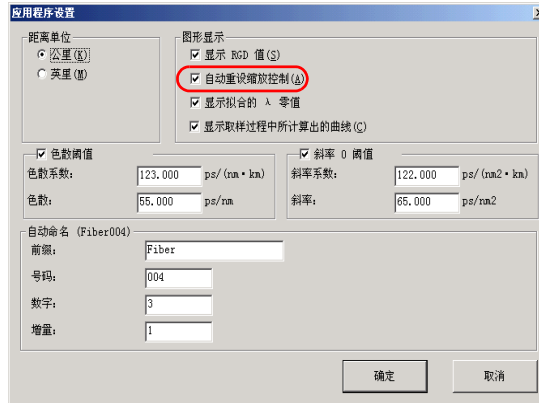 应用程序设置
距离单位
公里(K)
英里(M)
图形显示
显示 RGD 值(S)
自动重设缩放控制(A)
显示拟合的 λ 零值
显示取样过程中所计算出的曲线(C)
色散阈值
色散系数: 123.000 ps/(nm·km)
色散: 55.000 ps/nm
斜率 0 阈值
斜率系数: 122.000 ps/(nm2·km)
斜率: 65.000 ps/nm2
自动命名 (Fiber004)
前缀: Fiber
号码: 004
数字: 3
增量: 1
确定 取消